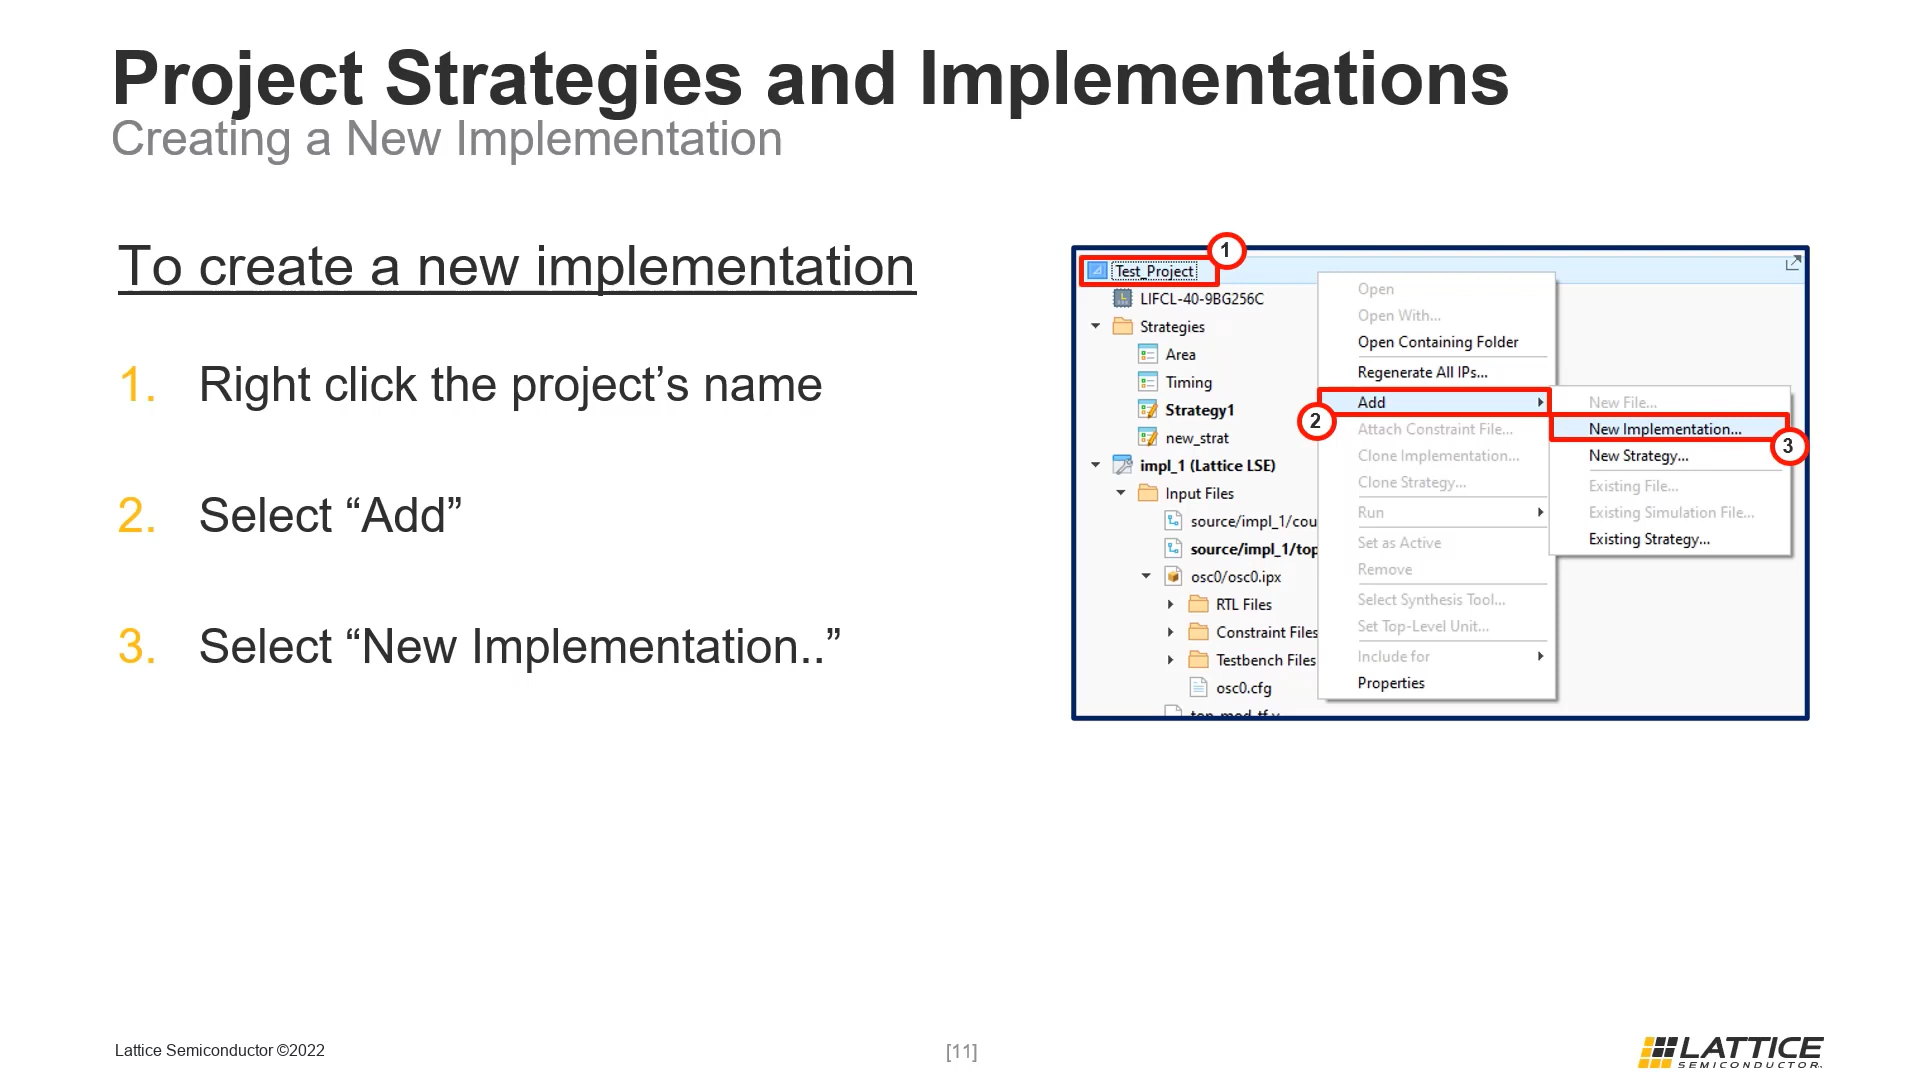 Project Strategies and Implementations
Creating a New Implementation
To create a new implementation
1. Right click the project’s name
2. Select “Add”
3. Select “New Implementation..”
1
Test_Project
LIFCL-40-9BG256C
Strategies
Area
Timing
Strategy1
new_strat
impl_1 (Lattice LSE)
Input Files
source/impl_1/cou
source/impl_1/top
osc0/osc0.ipx
RTL Files
Constraint Files
Testbench Files
osc0.cfg
top_mod_tf.v
Open
Open With...
Open Containing Folder
Regenerate All IPs...
2
Add
Attach Constraint File...
Clone Implementation...
Clone Strategy...
Run
Set as Active
Remove
Select Synthesis Tool...
Set Top-Level Unit...
Include for
Properties
New File...
New Implementation...
3
New Strategy...
Existing File...
Existing Simulation File...
Existing Strategy...
Lattice Semiconductor ©2022
[11]
LATTICE
SEMICONDUCTOR